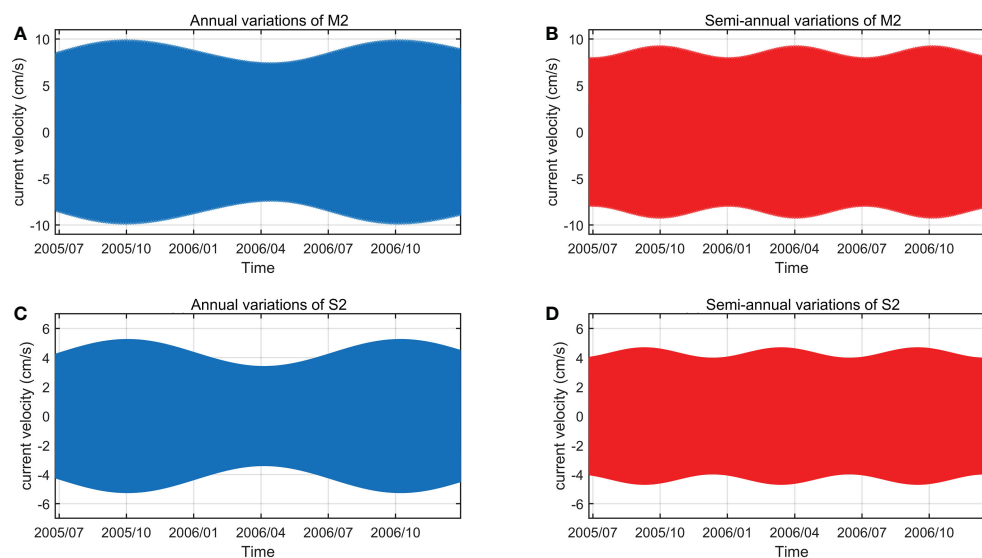 A
Annual variations of M2
current velocity (cm/s)
10
5
0
-5
-10
2005/07 2005/10 2006/01 2006/04 2006/07 2006/10
Time
B
Semi-annual variations of M2
current velocity (cm/s)
10
5
0
-5
-10
2005/07 2005/10 2006/01 2006/04 2006/07 2006/10
Time
C
Annual variations of S2
current velocity (cm/s)
6
4
2
0
-2
-4
-6
2005/07 2005/10 2006/01 2006/04 2006/07 2006/10
Time
D
Semi-annual variations of S2
current velocity (cm/s)
6
4
2
0
-2
-4
-6
2005/07 2005/10 2006/01 2006/04 2006/07 2006/10
Time